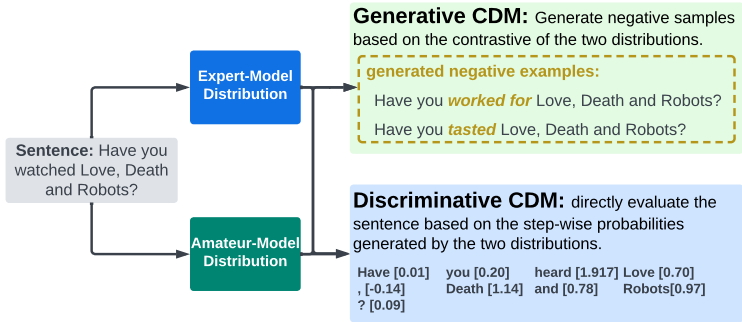 Sentence: Have you
watched Love, Death
and Robots?
Expert-Model
Distribution
Amateur-Model
Distribution
Generative CDM: Generate negative samples
based on the contrastive of the two distributions.
generated negative examples:
Have you worked for Love, Death and Robots?
Have you tasted Love, Death and Robots?
Discriminative CDM: directly evaluate the
sentence based on the step-wise probabilities
generated by the two distributions.
Have [0.01] you [0.20] heard [1.917] Love [0.70]
, [-0.14] Death [1.14] and [0.78] Robots[0.97]
? [0.09]